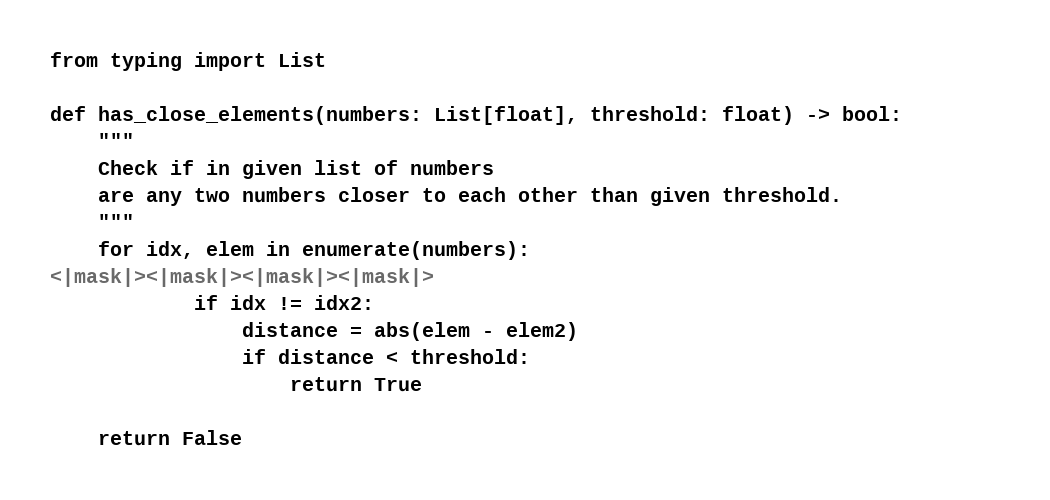 from typing import List

def has_close_elements(numbers: List[float], threshold: float) -> bool:
    """
    Check if in given list of numbers
    are any two numbers closer to each other than given threshold.
    """
    for idx, elem in enumerate(numbers):
<|mask|><|mask|><|mask|><|mask|>
            if idx != idx2:
                distance = abs(elem - elem2)
                if distance < threshold:
                    return True

    return False